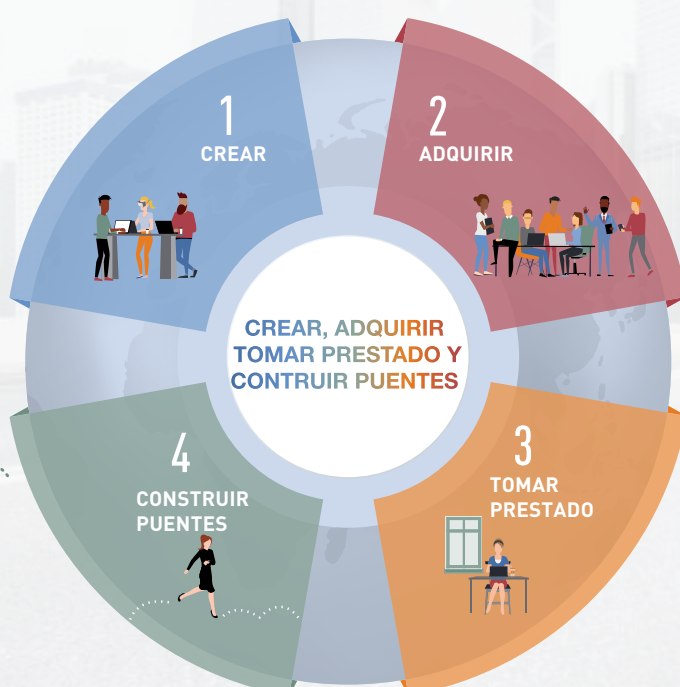 1
CREAR
2
ADQUIRIR
CREAR, ADQUIRIR
TOMAR PRESTADO Y
CONTRUIR PUENTES
4
CONSTRUIR
PUENTES
3
TOMAR
PRESTADO